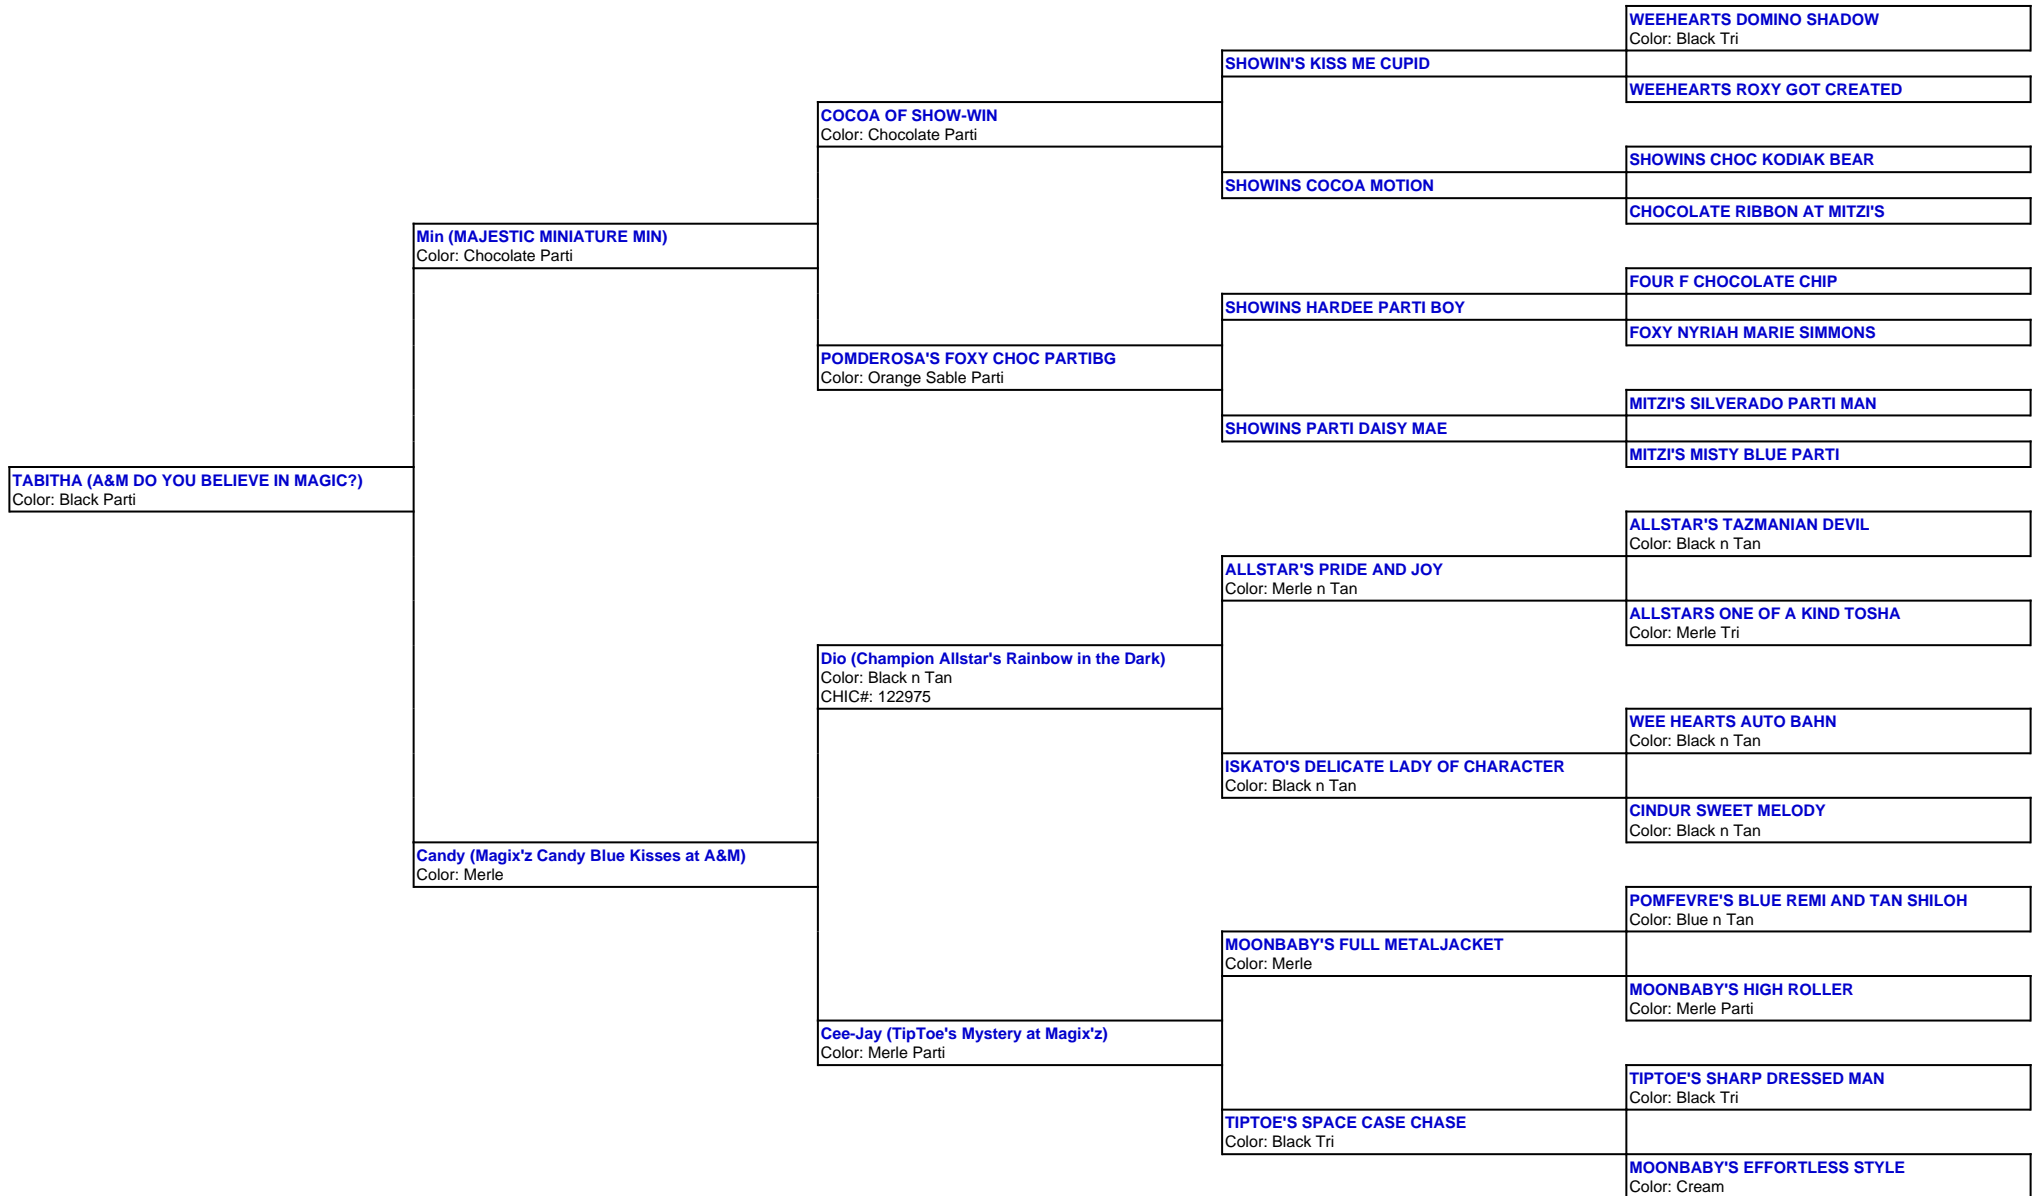 WEEHEARTS DOMINO SHADOW
Color: Black Tri
SHOWIN'S KISS ME CUPID
WEEHEARTS ROXY GOT CREATED
COCOA OF SHOW-WIN
Color: Chocolate Parti
SHOWINS CHOC KODIAK BEAR
SHOWINS COCOA MOTION
CHOCOLATE RIBBON AT MITZI'S
Min (MAJESTIC MINIATURE MIN)
Color: Chocolate Parti
FOUR F CHOCOLATE CHIP
SHOWINS HARDEE PARTI BOY
FOXY NYRIAH MARIE SIMMONS
POMDEROSA'S FOXY CHOC PARTIBG
Color: Orange Sable Parti
MITZI'S SILVERADO PARTI MAN
SHOWINS PARTI DAISY MAE
MITZI'S MISTY BLUE PARTI
TABITHA (A&M DO YOU BELIEVE IN MAGIC?)
Color: Black Parti
ALLSTAR'S TAZMANIAN DEVIL
Color: Black n Tan
ALLSTAR'S PRIDE AND JOY
Color: Merle n Tan
ALLSTARS ONE OF A KIND TOSHA
Color: Merle Tri
Dio (Champion Allstar's Rainbow in the Dark)
Color: Black n Tan
CHIC#: 122975
WEE HEARTS AUTO BAHN
Color: Black n Tan
ISKATO'S DELICATE LADY OF CHARACTER
Color: Black n Tan
CINDUR SWEET MELODY
Color: Black n Tan
Candy (Magix'z Candy Blue Kisses at A&M)
Color: Merle
POMFEVRE'S BLUE REMI AND TAN SHILOH
Color: Blue n Tan
MOONBABY'S FULL METALJACKET
Color: Merle
MOONBABY'S HIGH ROLLER
Color: Merle Parti
Cee-Jay (TipToe's Mystery at Magix'z)
Color: Merle Parti
TIPTOE'S SHARP DRESSED MAN
Color: Black Tri
TIPTOE'S SPACE CASE CHASE
Color: Black Tri
MOONBABY'S EFFORTLESS STYLE
Color: Cream